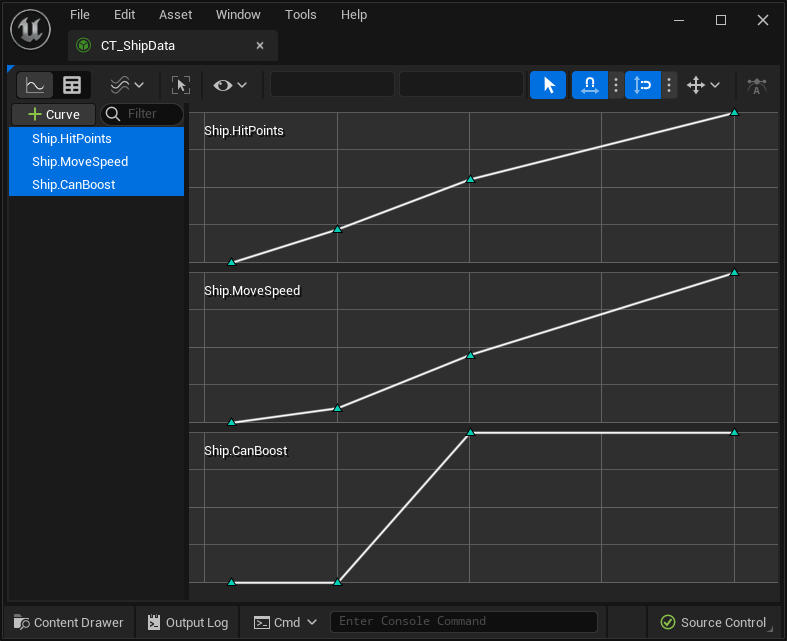 File Edit Asset Window Tools Help
CT_ShipData
Curve Filter
Ship.HitPoints
Ship.MoveSpeed
Ship.CanBoost
Ship.HitPoints
Ship.MoveSpeed
Ship.CanBoost
Content Drawer Output Log Cmd Enter Console Command Source Control